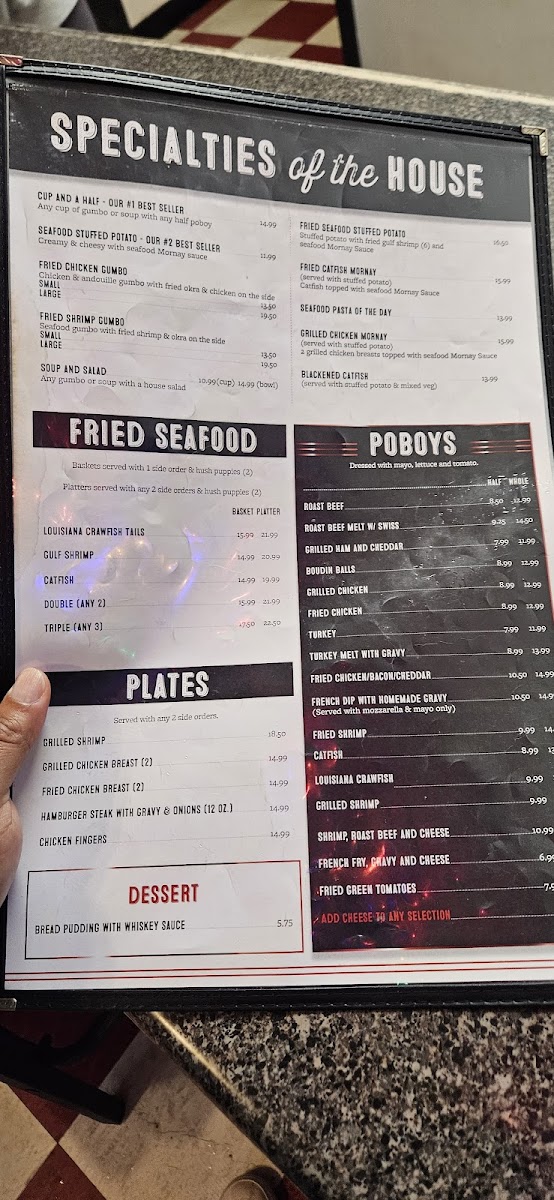 SPECIALTIES of the HOUSE
CUP AND A HALF - OUR #1 BEST SELLER
Any cup of gumbo or soup with any half poboy 14.99
SEAFOOD STUFFED POTATO - OUR #2 BEST SELLER
Creamy & cheesy with seafood Mornay sauce 11.99
FRIED CHICKEN GUMBO
Chicken & andouille gumbo with fried okra & chicken on the side
SMALL 13.50
LARGE 19.50
FRIED SHRIMP GUMBO
Seafood gumbo with fried shrimp & okra on the side
SMALL 13.50
LARGE 19.50
SOUP AND SALAD
Any gumbo or soup with a house salad 10.99(cup) 14.99 (bowl)
FRIED SEAFOOD STUFFED POTATO
Stuffed potato with fried gulf shrimp (6) and 16.50
seafood Mornay Sauce
FRIED CATFISH MORNAY
(served with stuffed potato) 15.99
Catfish topped with seafood Mornay Sauce
SEAFOOD PASTA OF THE DAY 13.99
GRILLED CHICKEN MORNAY
(served with stuffed potato) 15.99
2 grilled chicken breasts topped with seafood Mornay Sauce
BLACKENED CATFISH 13.99
(served with stuffed potato & mixed veg)
FRIED SEAFOOD
Baskets served with 1 side order & hush puppies (2)
Platters served with any 2 side orders & hush puppies (2)
BASKET PLATTER
LOUISIANA CRAWFISH TAILS 15.99 21.99
GULF SHRIMP 14.99 20.99
CATFISH 14.99 19.99
DOUBLE (ANY 2) 15.99 21.99
TRIPLE (ANY 3) 17.50 22.50
PLATES
Served with any 2 side orders.
GRILLED SHRIMP 18.50
GRILLED CHICKEN BREAST (2) 14.99
FRIED CHICKEN BREAST (2) 14.99
HAMBURGER STEAK WITH GRAVY & ONIONS (12 OZ.) 14.99
CHICKEN FINGERS 14.99
DESSERT
BREAD PUDDING WITH WHISKEY SAUCE 5.75
POBOYS
Dressed with mayo, lettuce and tomato.
HALF WHOLE
ROAST BEEF 8.50 12.99
ROAST BEEF MELT W/ SWISS 9.25 14.50
GRILLED HAM AND CHEDDAR 7.99 11.99
BOUDIN BALLS 8.99 12.99
GRILLED CHICKEN 8.99 12.99
FRIED CHICKEN 8.99 12.99
TURKEY 7.99 11.99
TURKEY MELT WITH GRAVY 8.99 13.99
FRIED CHICKEN/BACON/CHEDDAR 10.50 14.99
FRENCH DIP WITH HOMEMADE GRAVY 10.50 14.9
(Served with mozzarella & mayo only)
FRIED SHRIMP 9.99 14.
CATFISH 8.99 13
LOUISIANA CRAWFISH 9.99
GRILLED SHRIMP 9.99
SHRIMP, ROAST BEEF AND CHEESE 10.99
FRENCH FRY, GRAVY AND CHEESE 6.99
FRIED GREEN TOMATOES 7.9
ADD CHEESE TO ANY SELECTION